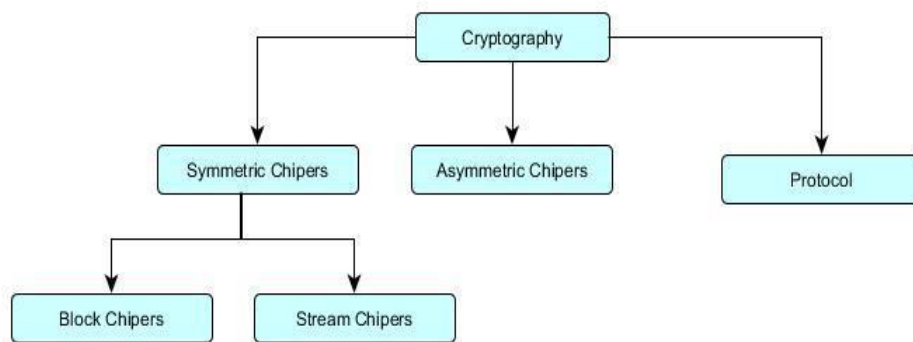 Cryptography
Symmetric Chipers
Asymmetric Chipers
Protocol
Block Chipers
Stream Chipers